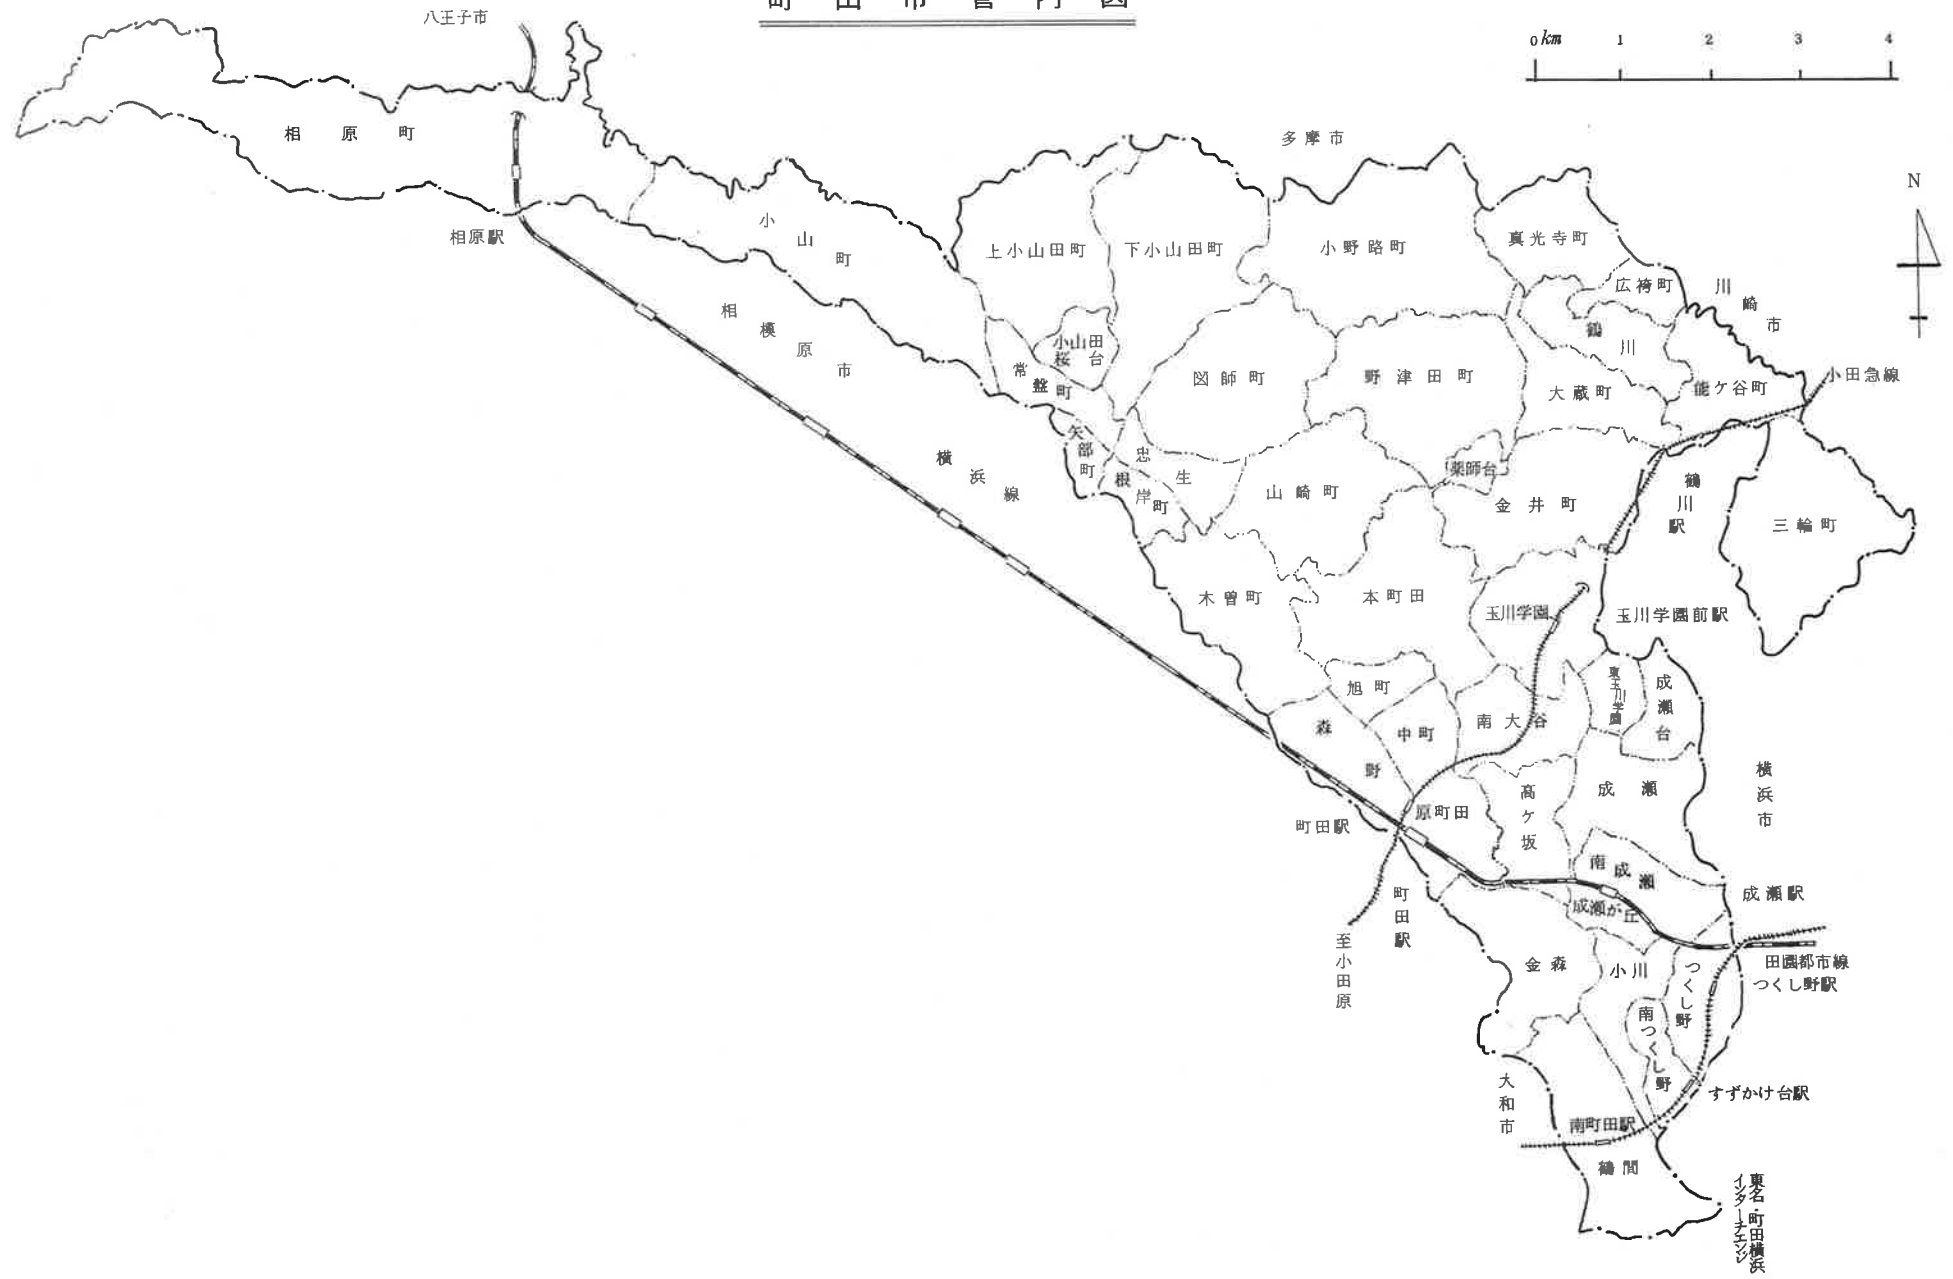 町田市管内図
八王子市
0 km 1 2 3 4
多摩市
N
相原町
相原駅
小山町
上小山田町
下小山田町
小野路町
真光寺町
広袴町
川崎市
相模原市
小山田
桜台
常盤町
図師町
野津田町
鶴川
大蔵町
能ケ谷町
小田急線
横浜線
矢部町
忠生
根岸町
山崎町
薬師台
金井町
鶴川駅
三輪町
木曽町
本町田
玉川学園
玉川学園前駅
旭町
森野
中町
南大谷
東玉川学園
成瀬台
町田駅
原町田
高ケ坂
成瀬
横浜市
南成瀬
成瀬駅
成瀬が丘
町田駅
至小田原
金森
小川
つくし野
田園都市線
つくし野駅
南つくし野
大和市
すずかけ台駅
南町田駅
鶴間
東名・町田横浜
インターチエンジ